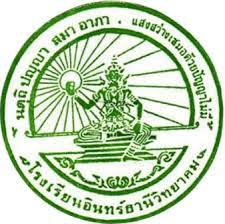 นตฺถิ ปญฺญา สมา อาภา • แสงสว่างเสมอด้วยปัญญาไม่มี
โรงเรียนอินทร์ธานีวิทยาคม